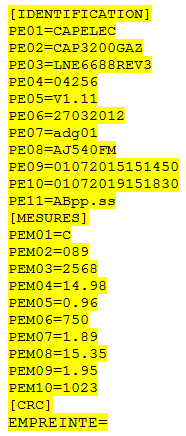 [IDENTIFICATION]
PE01=CAPELEC
PE02=CAP3200GAZ
PE03=LNE6688REV3
PE04=04256
PE05=V1.11
PE06=27032012
PE07=adg01
PE08=AJ540FM
PE09=01072015151450
PE10=01072019151830
PE11=ABpp.ss
[MESURES]
PEM01=C
PEM02=089
PEM03=2568
PEM04=14.98
PEM05=0.96
PEM06=750
PEM07=1.89
PEM08=15.35
PEM09=1.95
PEM10=1023
[CRC]
EMPREINTE=